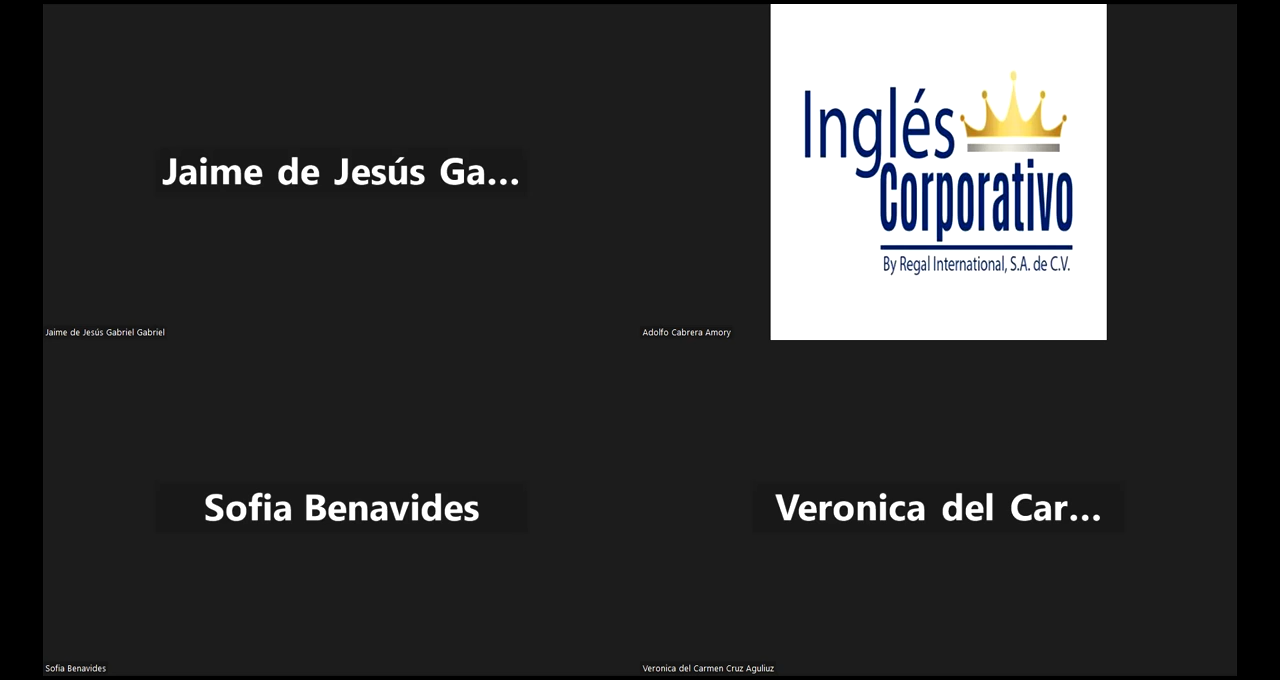 Jaime de Jesús Ga...
Jaime de Jesús Gabriel Gabriel
Inglés
Corporativo
By Regal International, S.A. de C.V.
Adolfo Cabrera Amory
Sofia Benavides
Sofia Benavides
Veronica del Car...
Veronica del Carmen Cruz Aguliuz